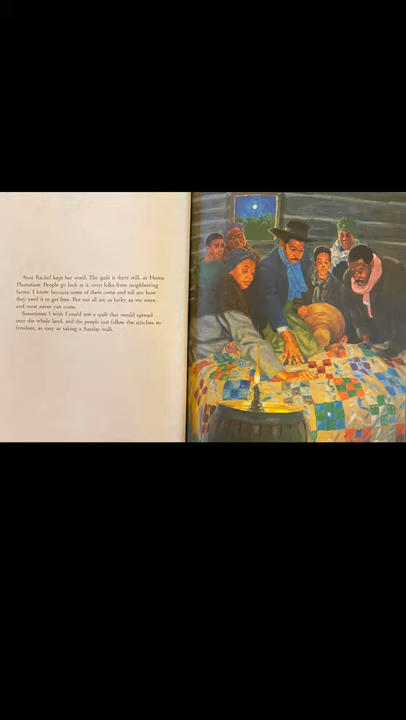 Aunt Rachel kept her word. The quilt is there still, at Home
Plantation. People go look at it, even folks from neighboring
farms. I know because some of them come and tell me how
they used it to get free. But not all are as lucky as we were,
and most never can come.
Sometimes I wish I could sew a quilt that would spread
over the whole land, and the people just follow the stitches to
freedom, as easy as taking a Sunday walk.